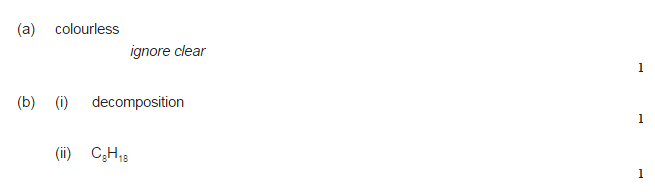 (a) colourless
ignore clear
1
(b) (i) decomposition
1
(ii) C₈H₁₈
1